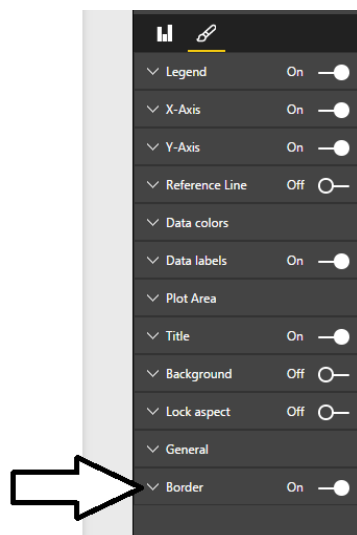 Legend On
X-Axis On
Y-Axis On
Reference Line Off
Data colors
Data labels On
Plot Area
Title On
Background Off
Lock aspect Off
General
Border On